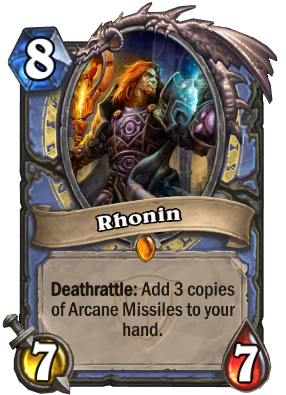 8
Rhonin
Deathrattle: Add 3 copies
of Arcane Missiles to your
hand.
7
7